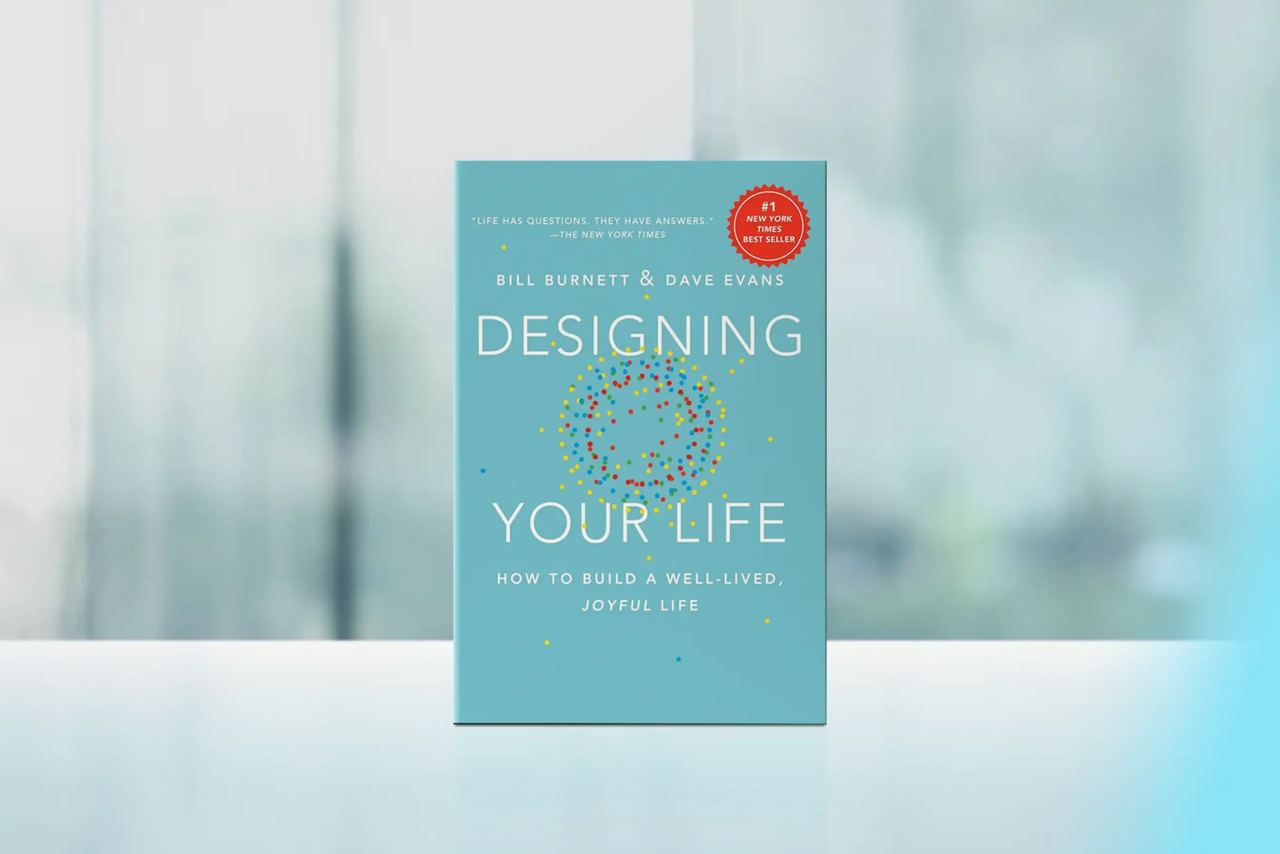 "LIFE HAS QUESTIONS. THEY HAVE ANSWERS."
—THE NEW YORK TIMES
#1
NEW YORK
TIMES
BEST SELLER
BILL BURNETT & DAVE EVANS
DESIGNING
YOUR LIFE
HOW TO BUILD A WELL-LIVED,
JOYFUL LIFE